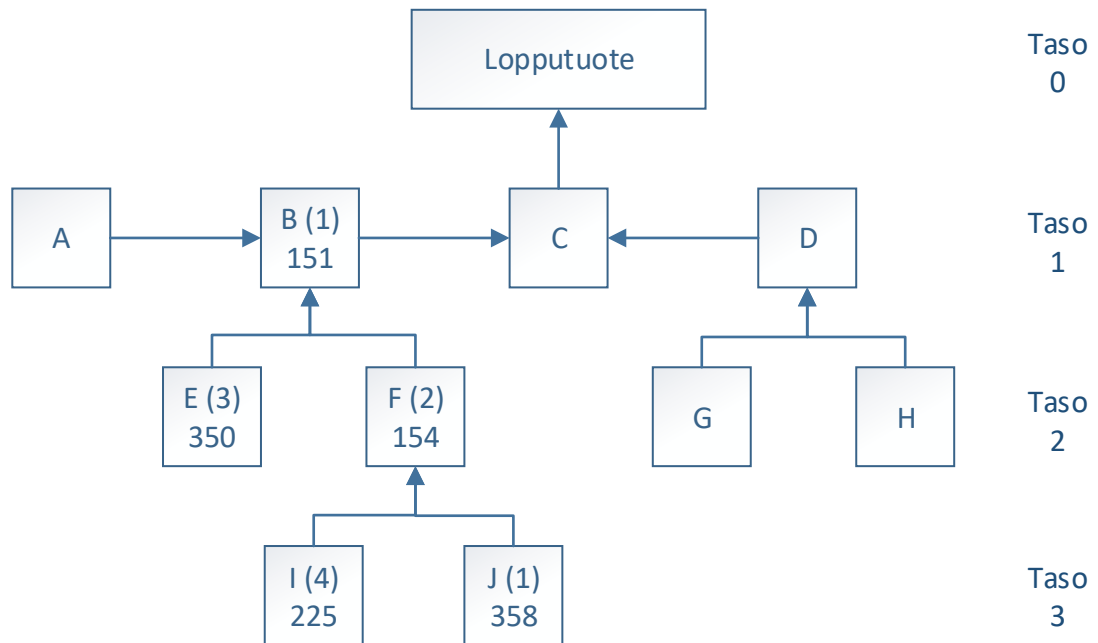 Lopputuote
Taso
0
A
B (1)
151
C
D
Taso
1
E (3)
350
F (2)
154
G
H
Taso
2
I (4)
225
J (1)
358
Taso
3